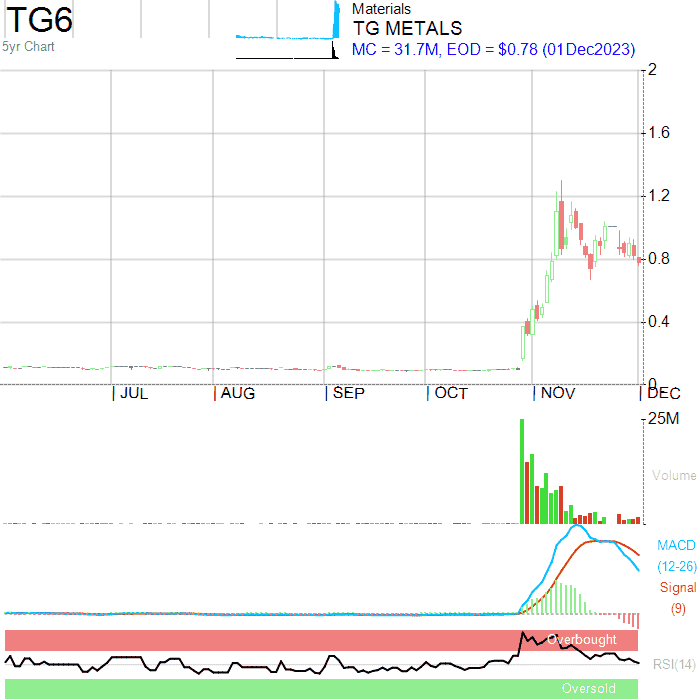 TG6
5yr Chart
Materials
TG METALS
MC = 31.7M, EOD = $0.78 (01Dec2023)
2
1.6
1.2
0.8
0.4
0
JUL AUG SEP OCT NOV DEC
25M
Volume
MACD
(12-26)
Signal
(9)
Overbought
RSI(14)
Oversold